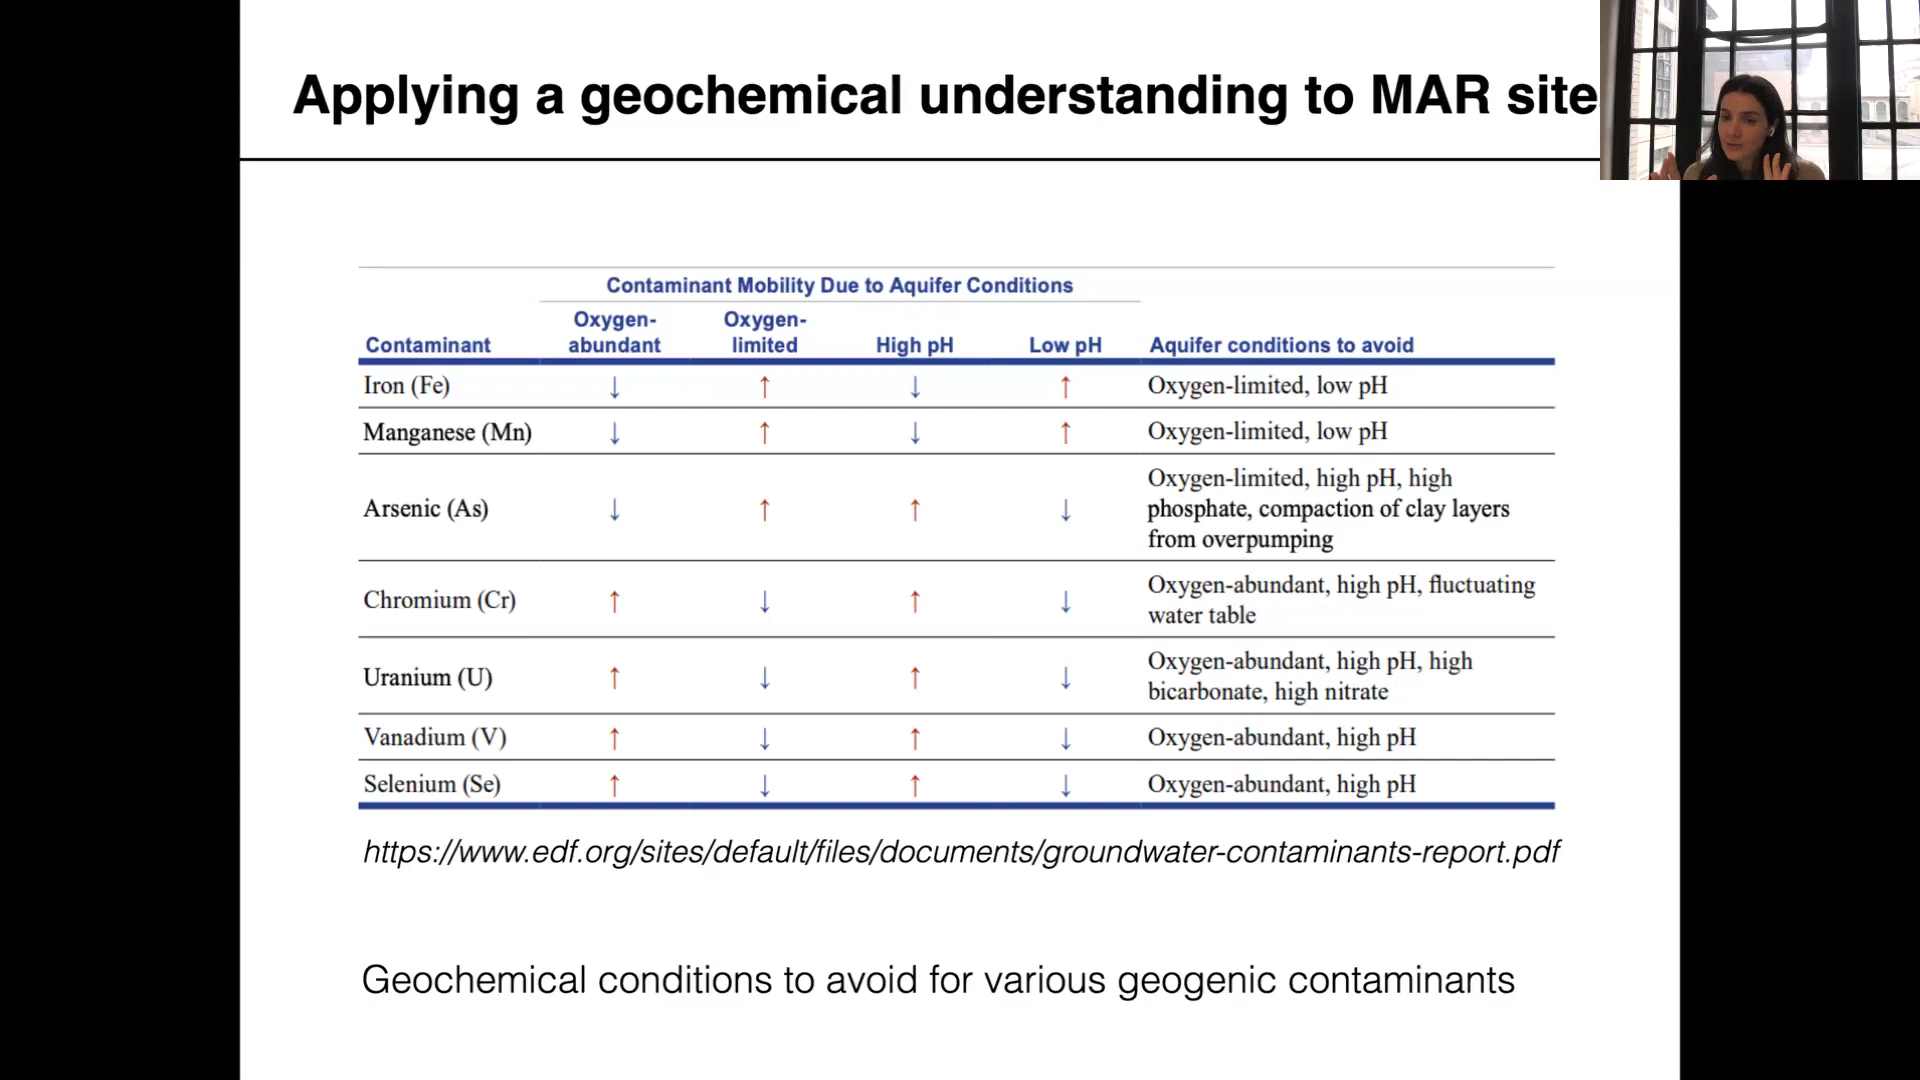 Applying a geochemical understanding to MAR site
Contaminant Mobility Due to Aquifer Conditions
Contaminant Oxygen-abundant Oxygen-limited High pH Low pH Aquifer conditions to avoid
Iron (Fe) ↓ ↑ ↓ ↑ Oxygen-limited, low pH
Manganese (Mn) ↓ ↑ ↓ ↑ Oxygen-limited, low pH
Arsenic (As) ↓ ↑ ↑ ↓ Oxygen-limited, high pH, high
phosphate, compaction of clay layers
from overpumping
Chromium (Cr) ↑ ↓ ↑ ↓ Oxygen-abundant, high pH, fluctuating
water table
Uranium (U) ↑ ↓ ↑ ↓ Oxygen-abundant, high pH, high
bicarbonate, high nitrate
Vanadium (V) ↑ ↓ ↑ ↓ Oxygen-abundant, high pH
Selenium (Se) ↑ ↓ ↑ ↓ Oxygen-abundant, high pH
https://www.edf.org/sites/default/files/documents/groundwater-contaminants-report.pdf
Geochemical conditions to avoid for various geogenic contaminants